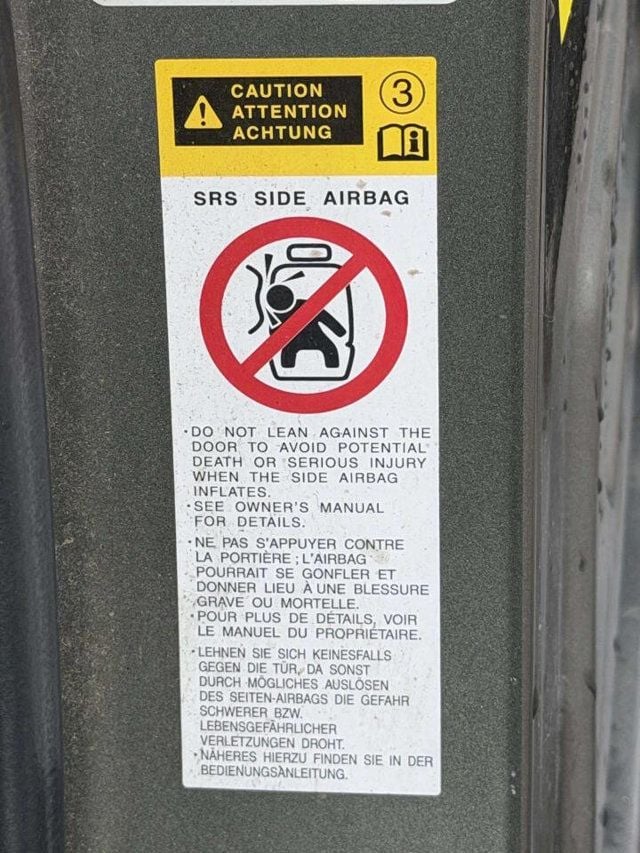 CAUTION
ATTENTION
ACHTUNG
3
i
SRS SIDE AIRBAG
·DO NOT LEAN AGAINST THE
DOOR TO AVOID POTENTIAL
DEATH OR SERIOUS INJURY
WHEN THE SIDE AIRBAG
INFLATES.
·SEE OWNER'S MANUAL
FOR DETAILS.
·NE PAS S'APPUYER CONTRE
LA PORTIÈRE ; L'AIRBAG
POURRAIT SE GONFLER ET
DONNER LIEU À UNE BLESSURE
GRAVE OU MORTELLE.
·POUR PLUS DE DÉTAILS, VOIR
LE MANUEL DU PROPRIÉTAIRE.
·LEHNEN SIE SICH KEINESFALLS
GEGEN DIE TÜR, DA SONST
DURCH MÖGLICHES AUSLÖSEN
DES SEITEN-AIRBAGS DIE GEFAHR
SCHWERER BZW.
LEBENSGEFÄHRLICHER
VERLETZUNGEN DROHT.
·NÄHERES HIERZU FINDEN SIE IN DER
BEDIENUNGSANLEITUNG.